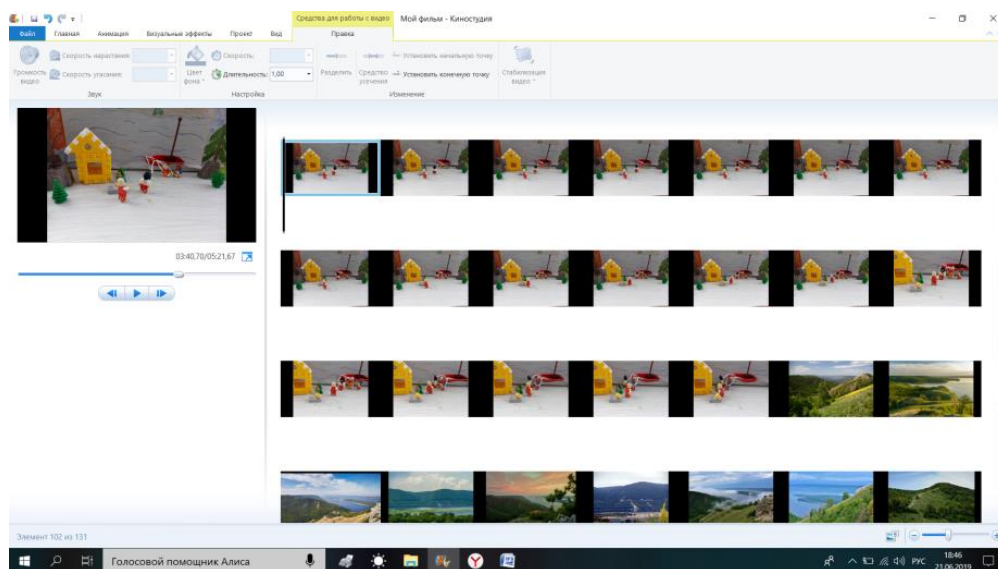 Средства для работы с видео Мой фильм - Киностудия
Файл Главная Анимация Визуальные эффекты Проект Вид Правка
Громкость видео
Скорость нарастания:
Скорость угасания:
Звук
Цвет фона
Скорость:
Длительность: 1,00
Настройка
Разделить
Средство усечения
Установить начальную точку
Установить конечную точку
Изменение
Стабилизация видео
03:40,70/05:21,67
Элемент 102 из 131
Голосовой помощник Алиса
РУС
18:46
21.06.2019